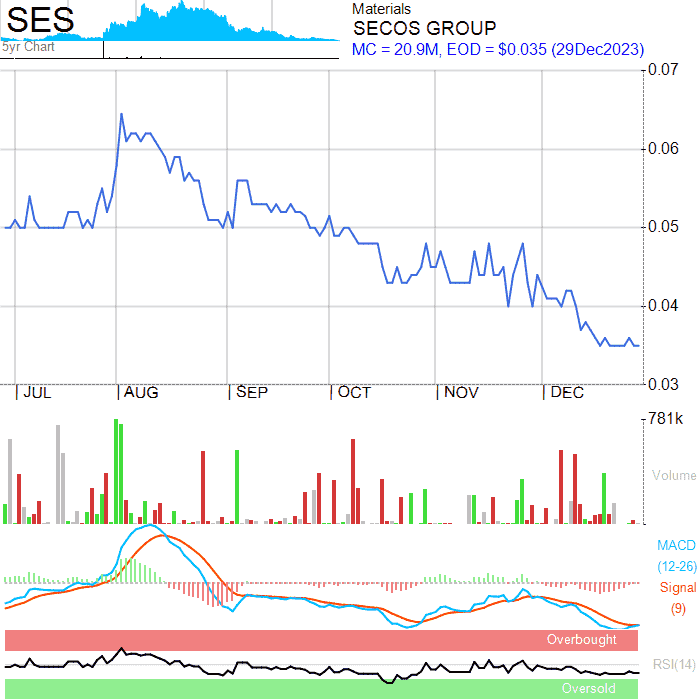 SES
5yr Chart
Materials
SECOS GROUP
MC = 20.9M, EOD = $0.035 (29Dec2023)
0.07
0.06
0.05
0.04
0.03
JUL AUG SEP OCT NOV DEC
781k
Volume
MACD
(12-26)
Signal
(9)
Overbought
RSI(14)
Oversold